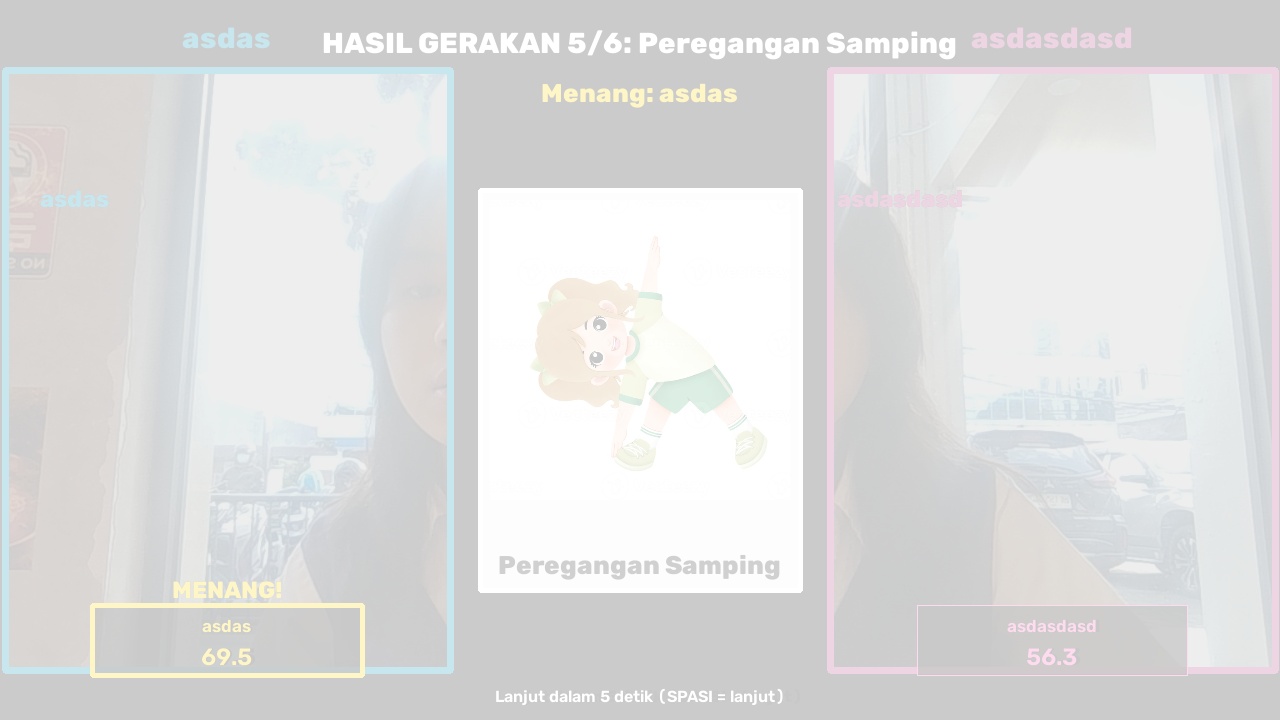 asdas
HASIL GERAKAN 5/6: Peregangan Samping
asdasdasd
Menang: asdas
asdas
asdasdasd
NO S
Peregangan Samping
MENANG!
asdas
69.5
asdasdasd
56.3
Lanjut dalam 5 detik (SPASI = lanjut)